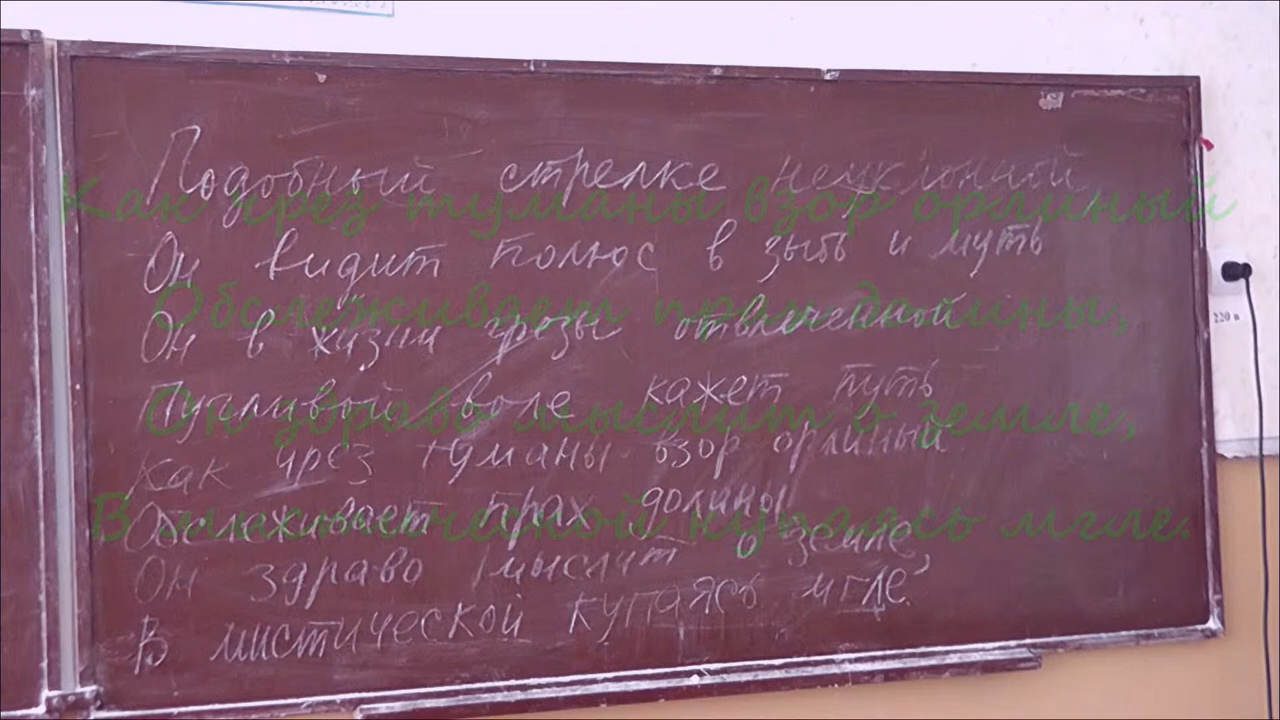 Подобный стрелке неуклонной
Он видит полюс в зыбь и муть
Он в жизни грезы отвлеченной
Пугливой воле кажет путь
Как чрез туманы взор орлиный
Обслеживает прах долины
Он здраво мыслит о земле,
В мистической купаясь мгле.
Как чрез туманы взор орлиный
Обслеживает прах долины,
Он здраво мыслит о земле,
В мистической купаясь мгле.
220 в